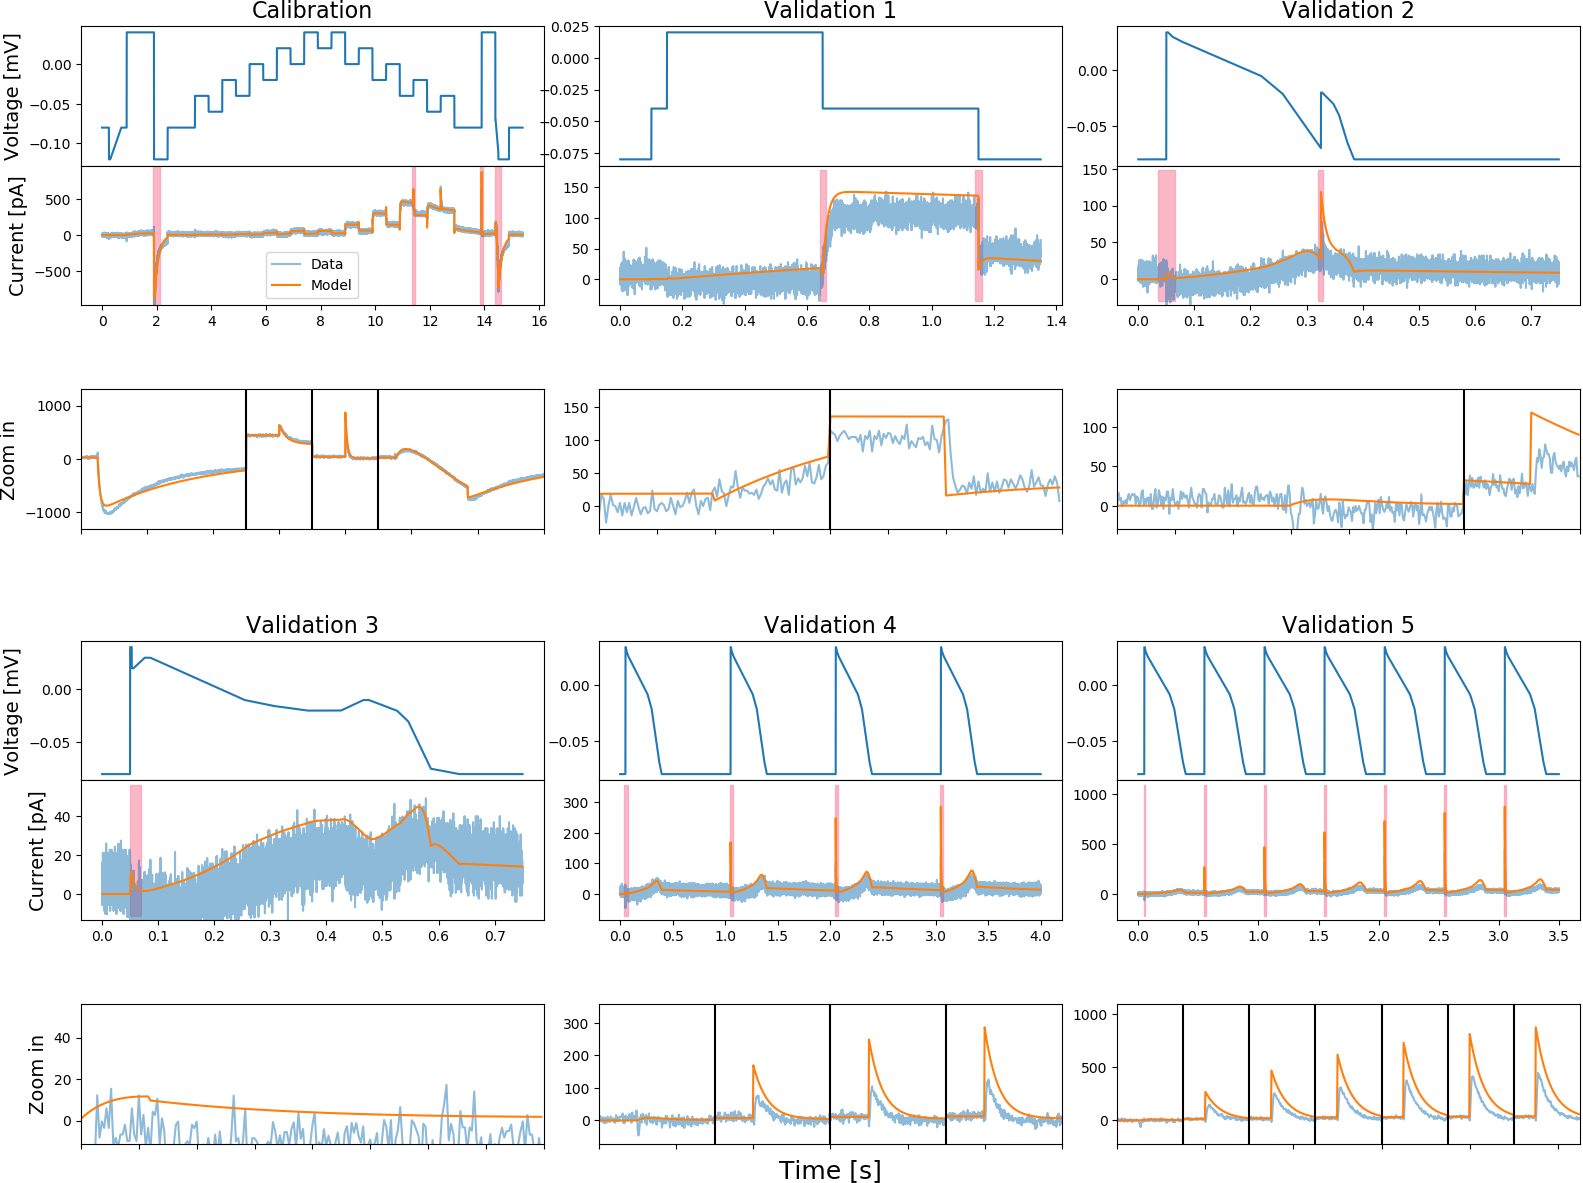 Calibration
Validation 1
Validation 2
Voltage [mV]
0.00
−0.05
−0.10
0.025
0.000
−0.025
−0.050
−0.075
0.00
−0.05
Current [pA]
500
0
−500
Data
Model
150
100
50
0
150
100
50
0
0 2 4 6 8 10 12 14 16
0.0 0.2 0.4 0.6 0.8 1.0 1.2 1.4
0.0 0.1 0.2 0.3 0.4 0.5 0.6 0.7
Zoom in
1000
0
−1000
150
100
50
0
100
50
0
Validation 3
Validation 4
Validation 5
Voltage [mV]
0.00
−0.05
0.00
−0.05
0.00
−0.05
Current [pA]
40
20
0
300
200
100
0
1000
500
0
0.0 0.1 0.2 0.3 0.4 0.5 0.6 0.7
0.0 0.5 1.0 1.5 2.0 2.5 3.0 3.5 4.0
0.0 0.5 1.0 1.5 2.0 2.5 3.0 3.5
Zoom in
40
20
0
300
200
100
0
1000
500
0
Time [s]